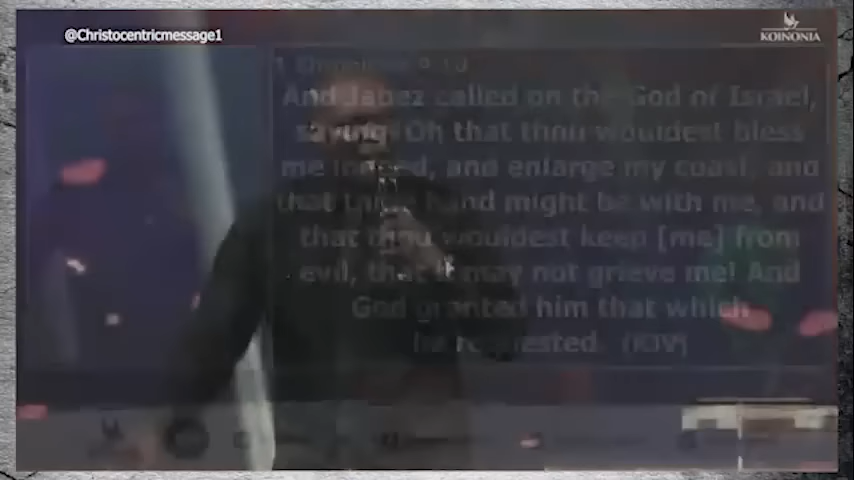 @Christocentricmessage1
KOINONIA
And Jabez called on the God of Israel,
saying, Oh that thou wouldest bless
me indeed, and enlarge my coast, and
that thine hand might be with me, and
that thou wouldest keep [me] from
evil, that it may not grieve me! And
God granted him that which
he requested. (KJV)